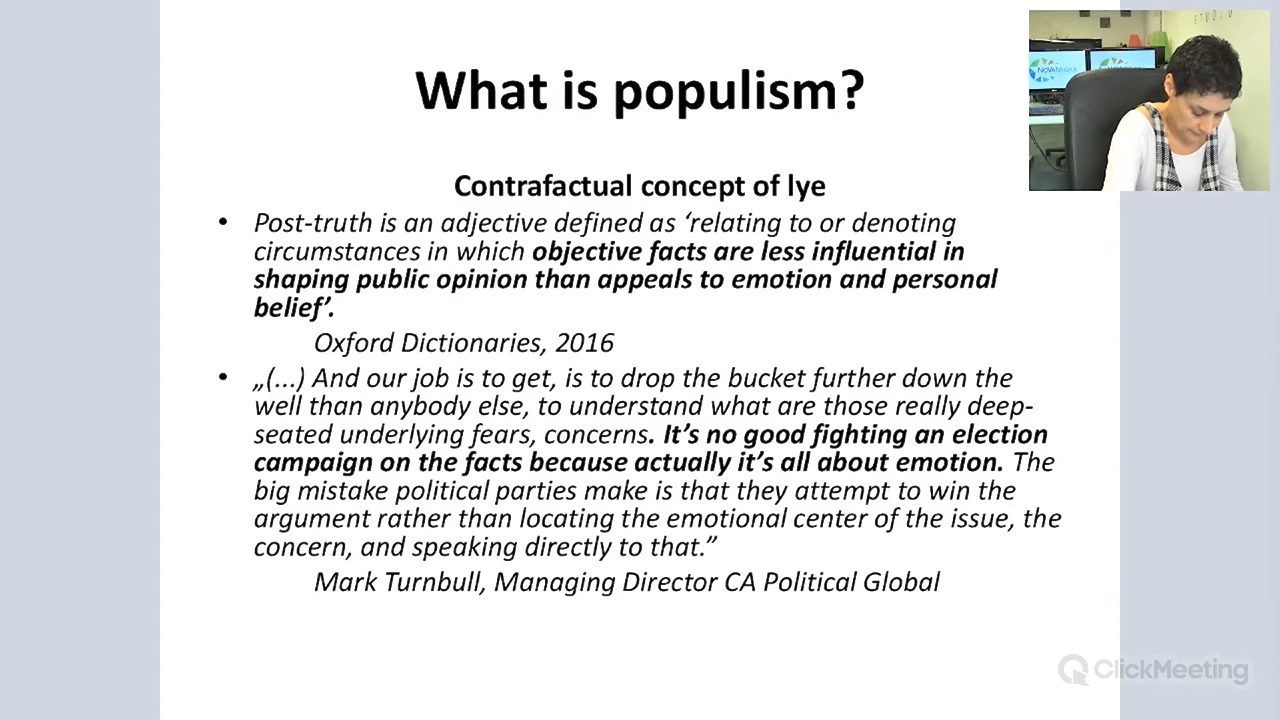 What is populism?
Contrafactual concept of lye
• Post-truth is an adjective defined as ‘relating to or denoting
circumstances in which objective facts are less influential in
shaping public opinion than appeals to emotion and personal
belief’.
Oxford Dictionaries, 2016
• „(...) And our job is to get, is to drop the bucket further down the
well than anybody else, to understand what are those really deep-
seated underlying fears, concerns. It’s no good fighting an election
campaign on the facts because actually it’s all about emotion. The
big mistake political parties make is that they attempt to win the
argument rather than locating the emotional center of the issue, the
concern, and speaking directly to that.”
Mark Turnbull, Managing Director CA Political Global
ClickMeeting